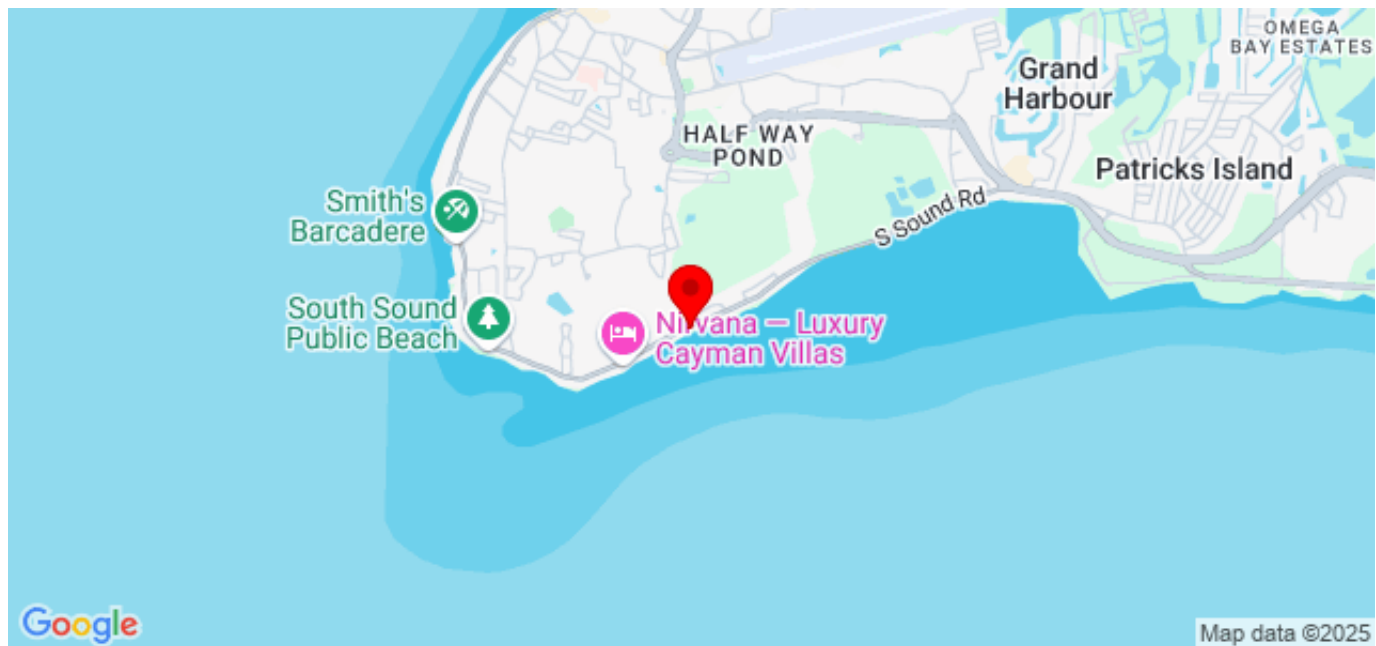 OMEGA
BAY ESTATES
Grand
Harbour
HALF WAY
POND
Patricks Island
Smith's
Barcadere
S Sound Rd
South Sound
Public Beach
Nirvana — Luxury
Cayman Villas
Google
Map data ©2025